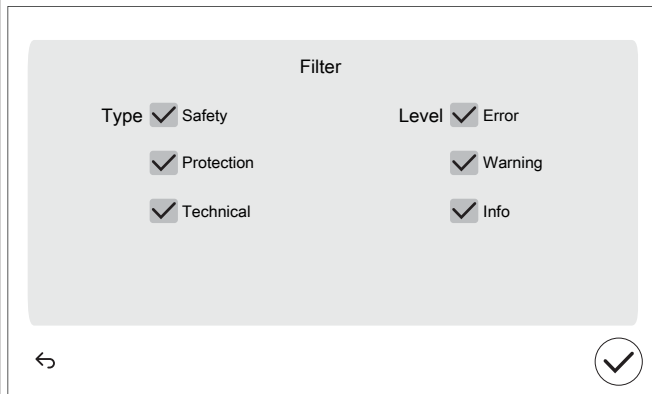 Filter
Type Safety Level Error
Protection Warning
Technical Info